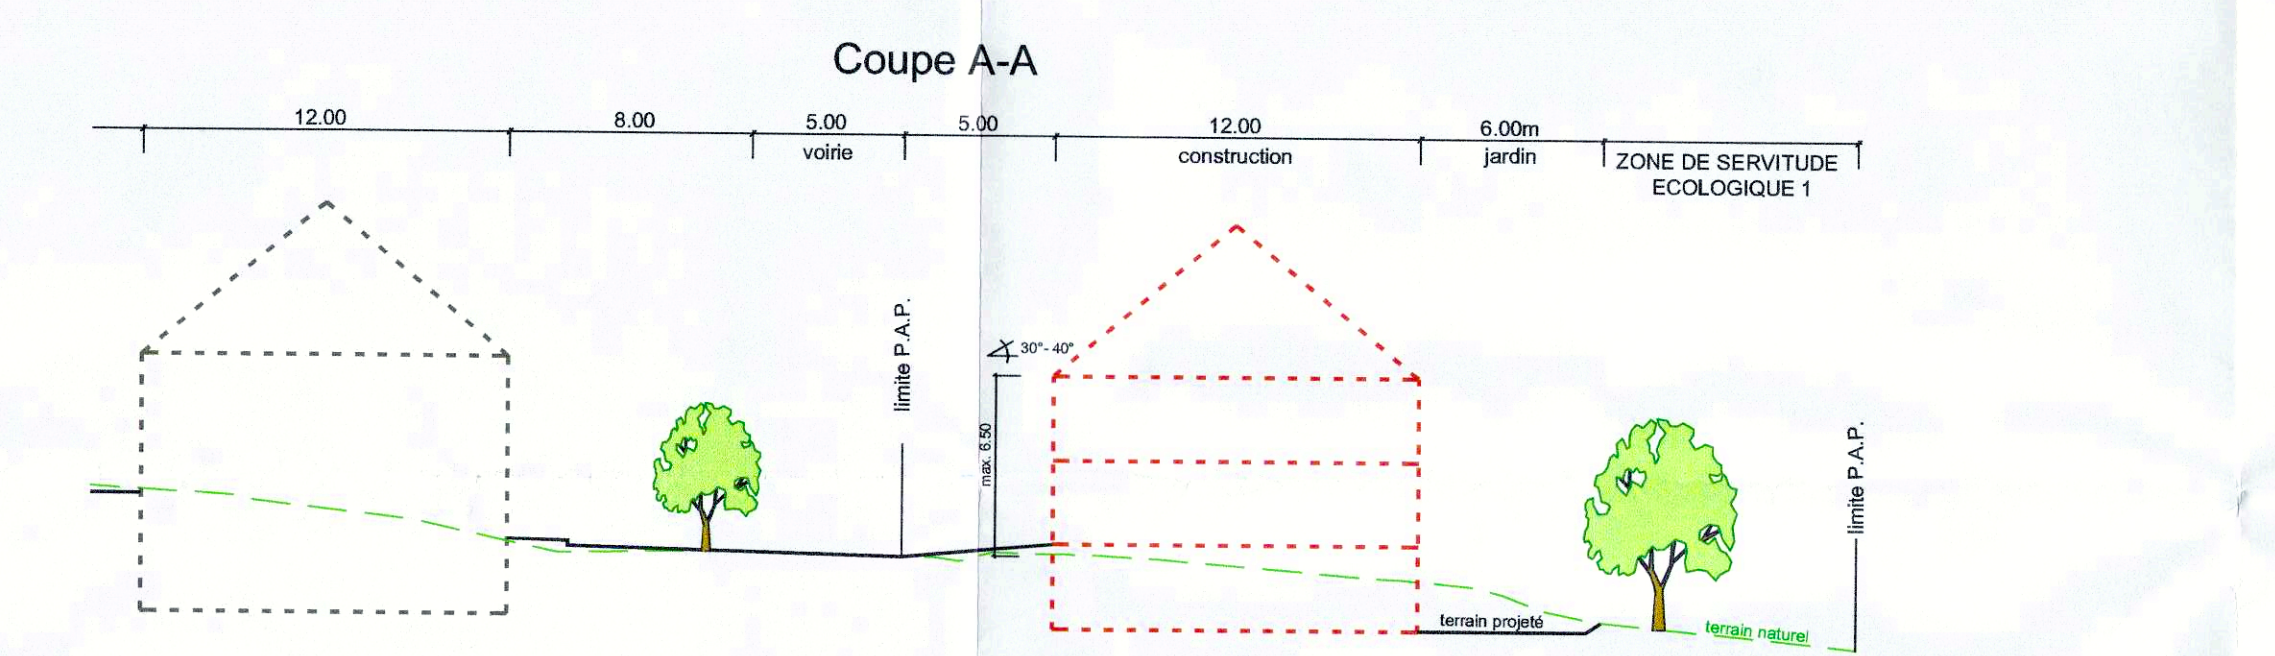 Coupe A-A
12.00
8.00
5.00
5.00
12.00
6.00m
voirie
construction
jardin
ZONE DE SERVITUDE
ECOLOGIQUE 1
limite P.A.P.
30°- 40°
max. 6.50
limite P.A.P.
terrain projeté
terrain naturel